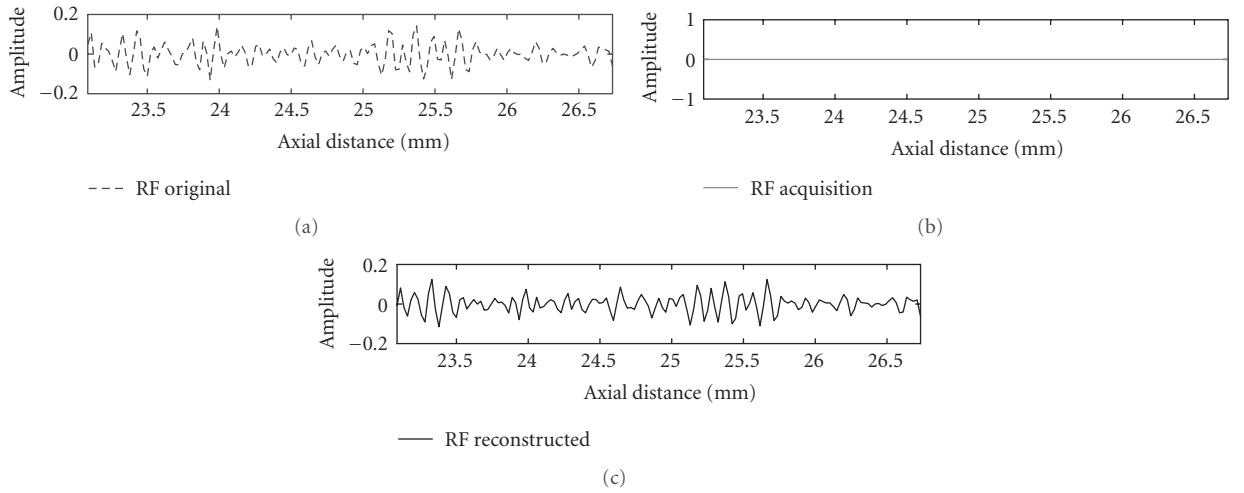 Amplitude
0.2
0
−0.2
23.5 24 24.5 25 25.5 26 26.5
Axial distance (mm)
RF original
(a)
Amplitude
1
0
−1
23.5 24 24.5 25 25.5 26 26.5
Axial distance (mm)
RF acquisition
(b)
Amplitude
0.2
0
−0.2
23.5 24 24.5 25 25.5 26 26.5
Axial distance (mm)
RF reconstructed
(c)